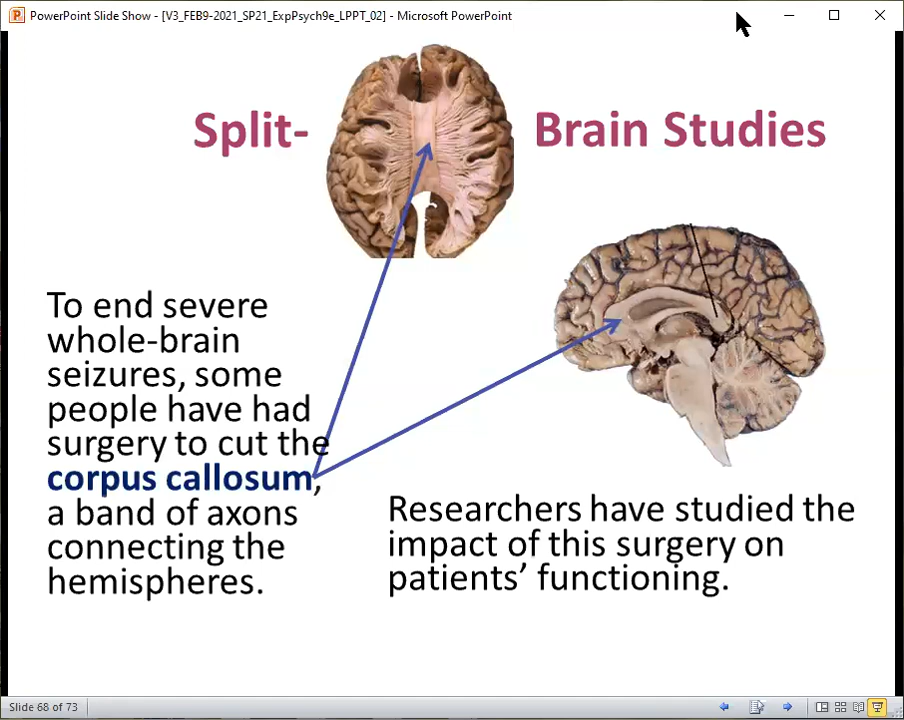 PowerPoint Slide Show - [V3_FEB9-2021_SP21_ExpPsych9e_LPPT_02] - Microsoft PowerPoint
Split- Brain Studies
To end severe
whole-brain
seizures, some
people have had
surgery to cut the
corpus callosum,
a band of axons
connecting the
hemispheres.
Researchers have studied the
impact of this surgery on
patients’ functioning.
Slide 68 of 73